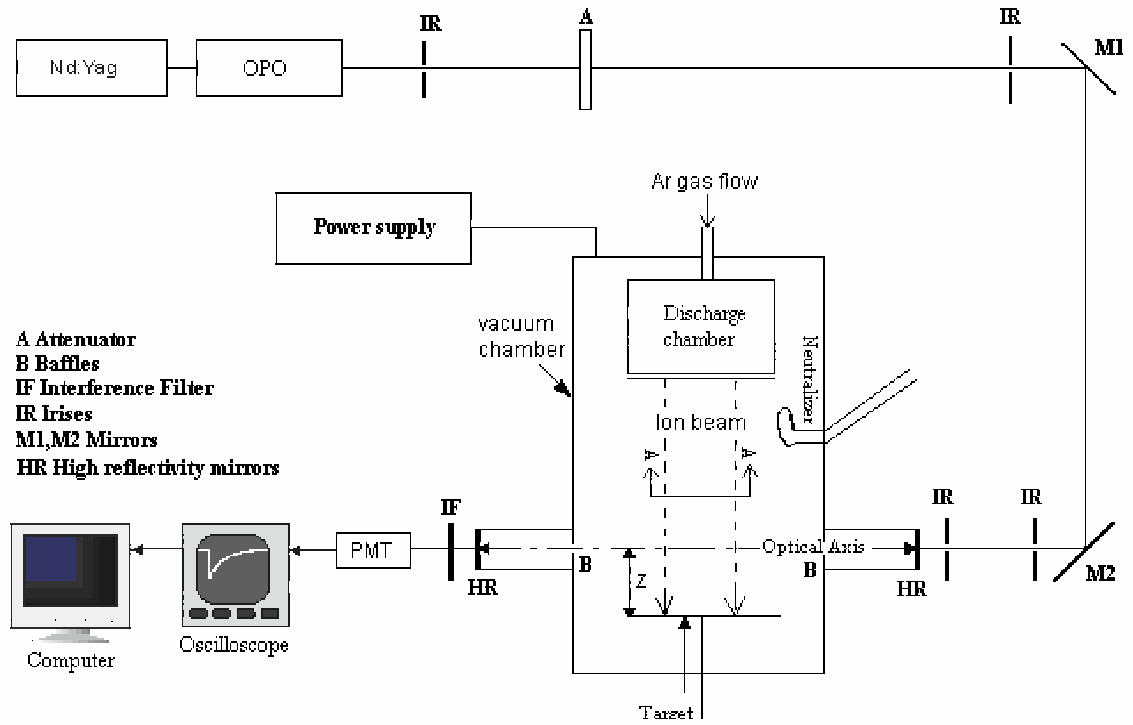 IR
A
IR
M1
Nd:Yag
OPO
Ar gas flow
Power supply
Discharge
chamber
vacuum
chamber
Neutralizer
A Attenuator
B Baffles
IF Interference Filter
IR Irises
M1,M2 Mirrors
HR High reflectivity mirrors
Ion beam
A
A
IF
IR
IR
PMT
Optical Axis
B
B
Z
HR
HR
M2
Oscilloscope
Computer
Target